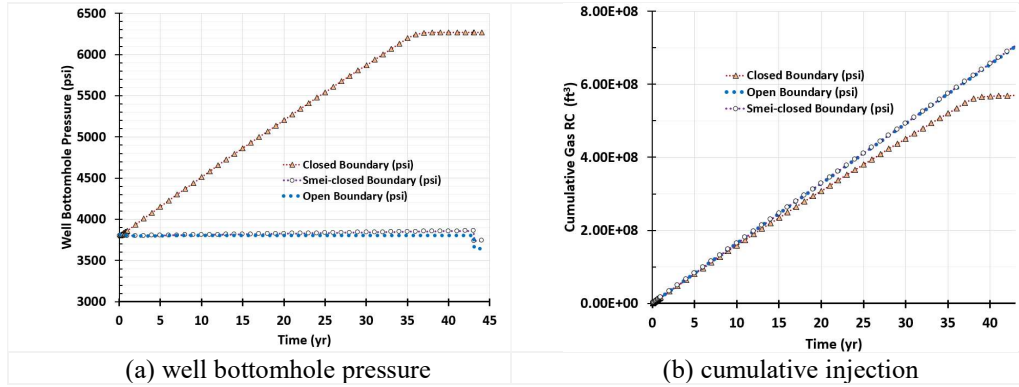 6500
6000
5500
5000
4500
4000
3500
3000
Well Bottomhole Pressure (psi)
Closed Boundary (psi)
Smei-closed Boundary (psi)
Open Boundary (psi)
0 5 10 15 20 25 30 35 40 45
Time (yr)
(a) well bottomhole pressure
8.00E+08
6.00E+08
4.00E+08
2.00E+08
0.00E+00
Cumulative Gas RC (ft³)
Closed Boundary (psi)
Open Boundary (psi)
Smei-closed Boundary (psi)
0 5 10 15 20 25 30 35 40
Time (yr)
(b) cumulative injection